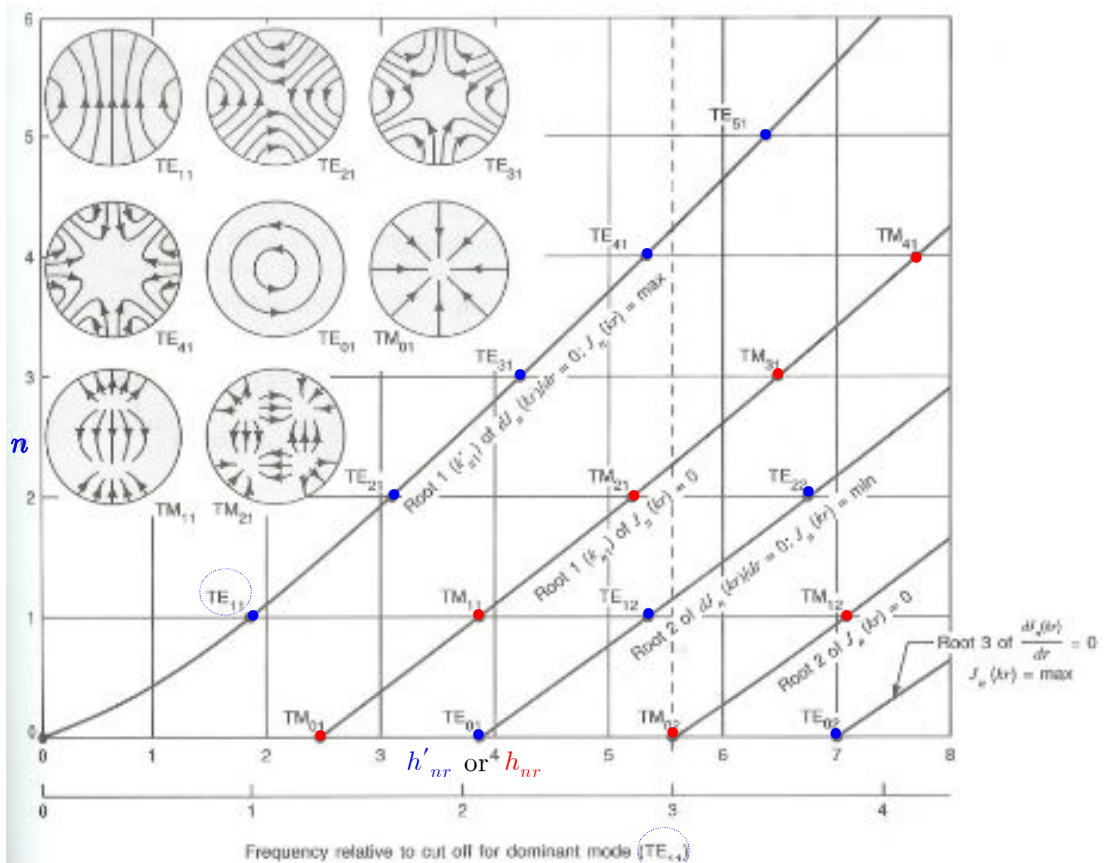 6
5
4
3
2
1
0
n
TE₁₁
TE₂₁
TE₃₁
TE₄₁
TE₀₁
TM₀₁
TM₁₁
TM₂₁
TE₅₁
TE₄₁
TM₄₁
TE₃₁
TM₃₁
TE₂₁
TM₂₁
TE₂₂
TE₁₁
TM₁₁
TE₁₂
TM₁₂
TM₀₁
TE₀₁
TM₀₂
TE₀₂
Root 1 (k'ₙ₁) of dJₙ(kr)/dr = 0; Jₙ(kr) = max
Root 1 (kₙ₁) of Jₙ(kr) = 0
Root 2 of dJₙ(kr)/dr = 0; Jₙ(kr) = min
Root 2 of Jₙ(kr) = 0
Root 3 of dJₙ(kr)/dr = 0
Jₙ(kr) = max
0 1 2 3 4 5 6 7 8
h'ₙᵣ or hₙᵣ
0 1 2 3 4
Frequency relative to cut off for dominant mode (TE₁₁)